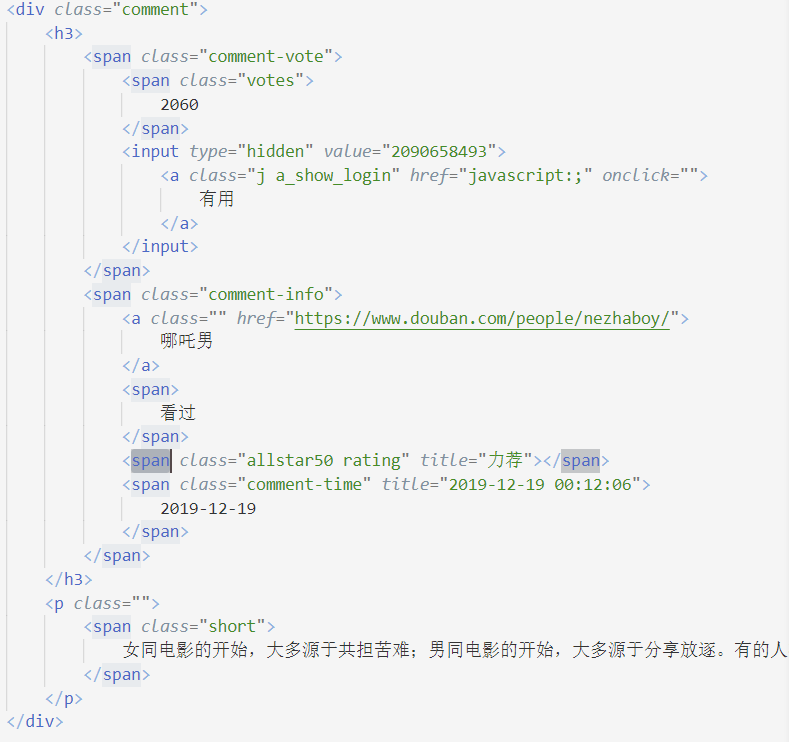 <div class="comment">
<h3>
<span class="comment-vote">
<span class="votes">
2060
</span>
<input type="hidden" value="2090658493">
<a class="j a_show_login" href="javascript:;" onclick="">
有用
</a>
</input>
</span>
<span class="comment-info">
<a class="" href="https://www.douban.com/people/nezhaboy/">
哪吒男
</a>
<span>
看过
</span>
<span class="allstar50 rating" title="力荐"></span>
<span class="comment-time" title="2019-12-19 00:12:06">
2019-12-19
</span>
</span>
</h3>
<p class="">
<span class="short">
女同电影的开始，大多源于共担苦难；男同电影的开始，大多源于分享放逐。有的人
</span>
</p>
</div>